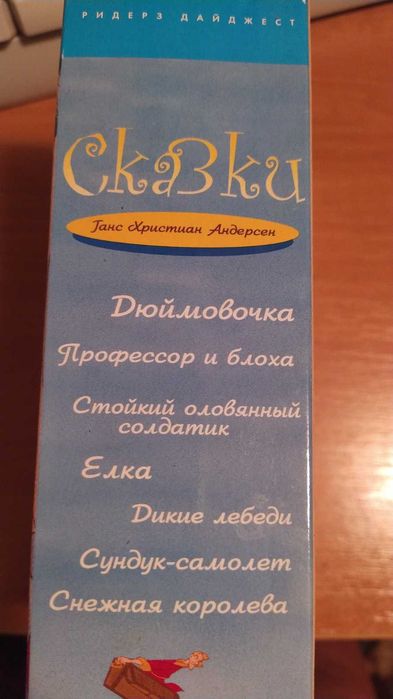 РИДЕРЗ ДАЙДЖЕСТ
Сказки
Ганс Христиан Андерсен
Дюймовочка
Профессор и блоха
Стойкий оловянный
солдатик
Елка
Дикие лебеди
Сундук-самолет
Снежная королева